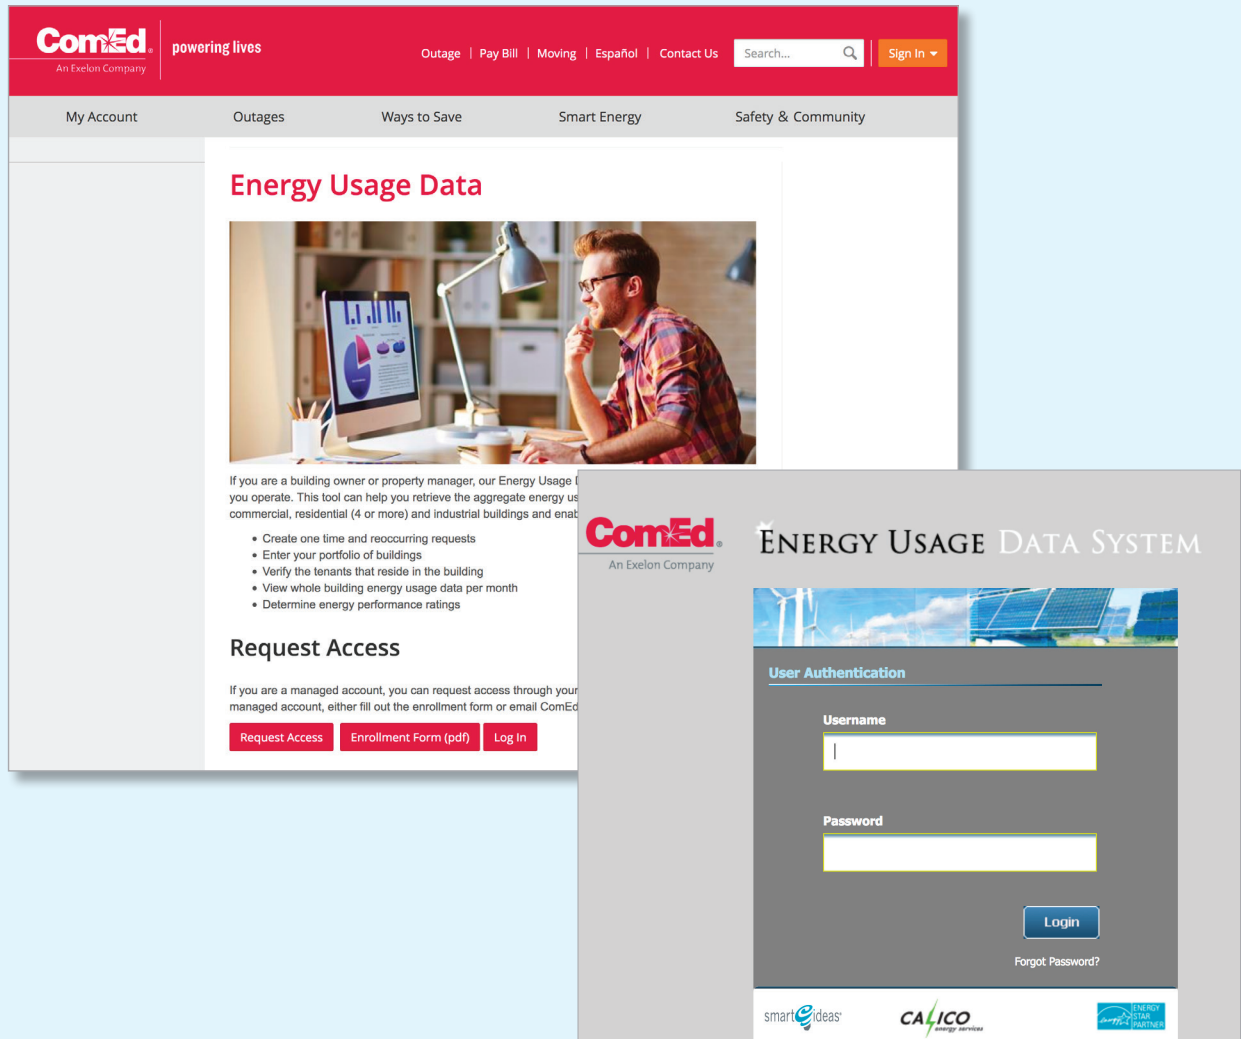 ComEd® powering lives
An Exelon Company
Outage | Pay Bill | Moving | Español | Contact Us
Search...
Sign In
My Account
Outages
Ways to Save
Smart Energy
Safety & Community
Energy Usage Data
If you are a building owner or property manager, our Energy Usage
you operate. This tool can help you retrieve the aggregate energy
commercial, residential (4 or more) and industrial buildings and
• Create one time and reoccurring requests
• Enter your portfolio of buildings
• Verify the tenants that reside in the building
• View whole building energy usage data per month
• Determine energy performance ratings
Request Access
If you are a managed account, you can request access through your
managed account, either fill out the enrollment form or email ComEd
Request Access
Enrollment Form (pdf)
Log In
ComEd®
An Exelon Company
ENERGY USAGE DATA SYSTEM
User Authentication
Username
Password
Login
Forgot Password?
smart ideas
CALICO
energy services
ENERGY
STAR
PARTNER